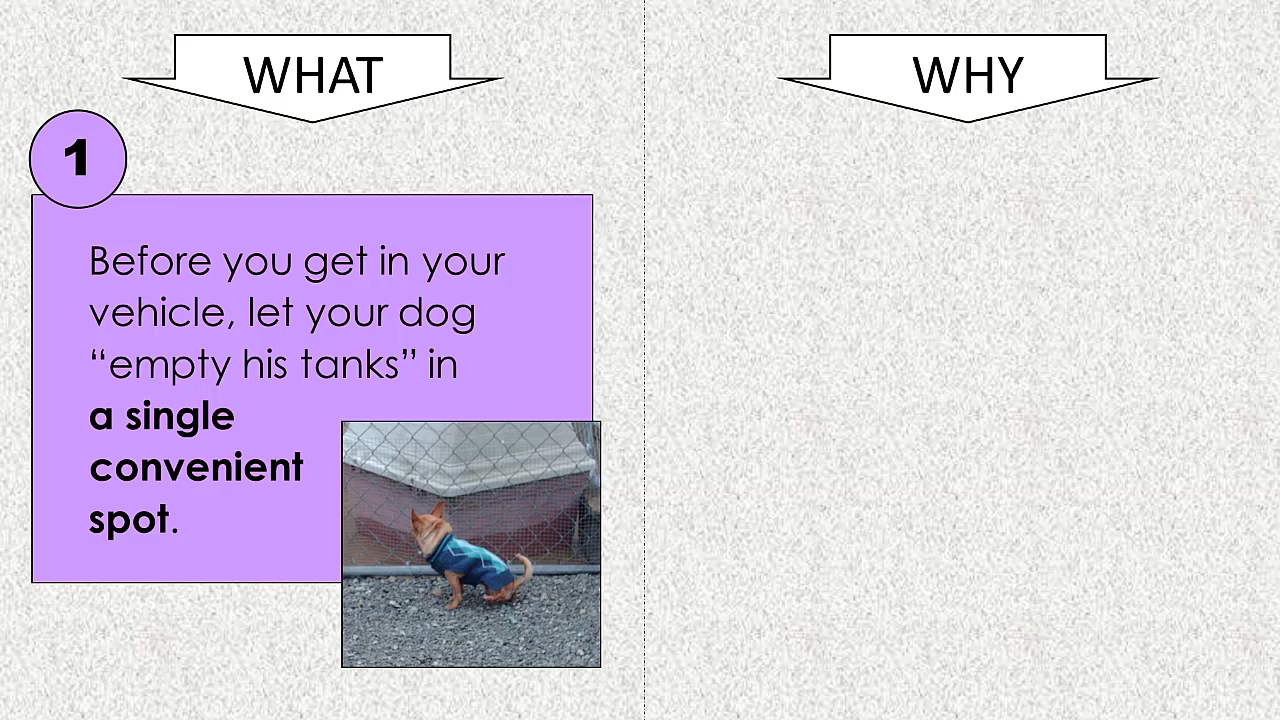 WHAT
WHY
1
Before you get in your
vehicle, let your dog
“empty his tanks” in
a single
convenient
spot.